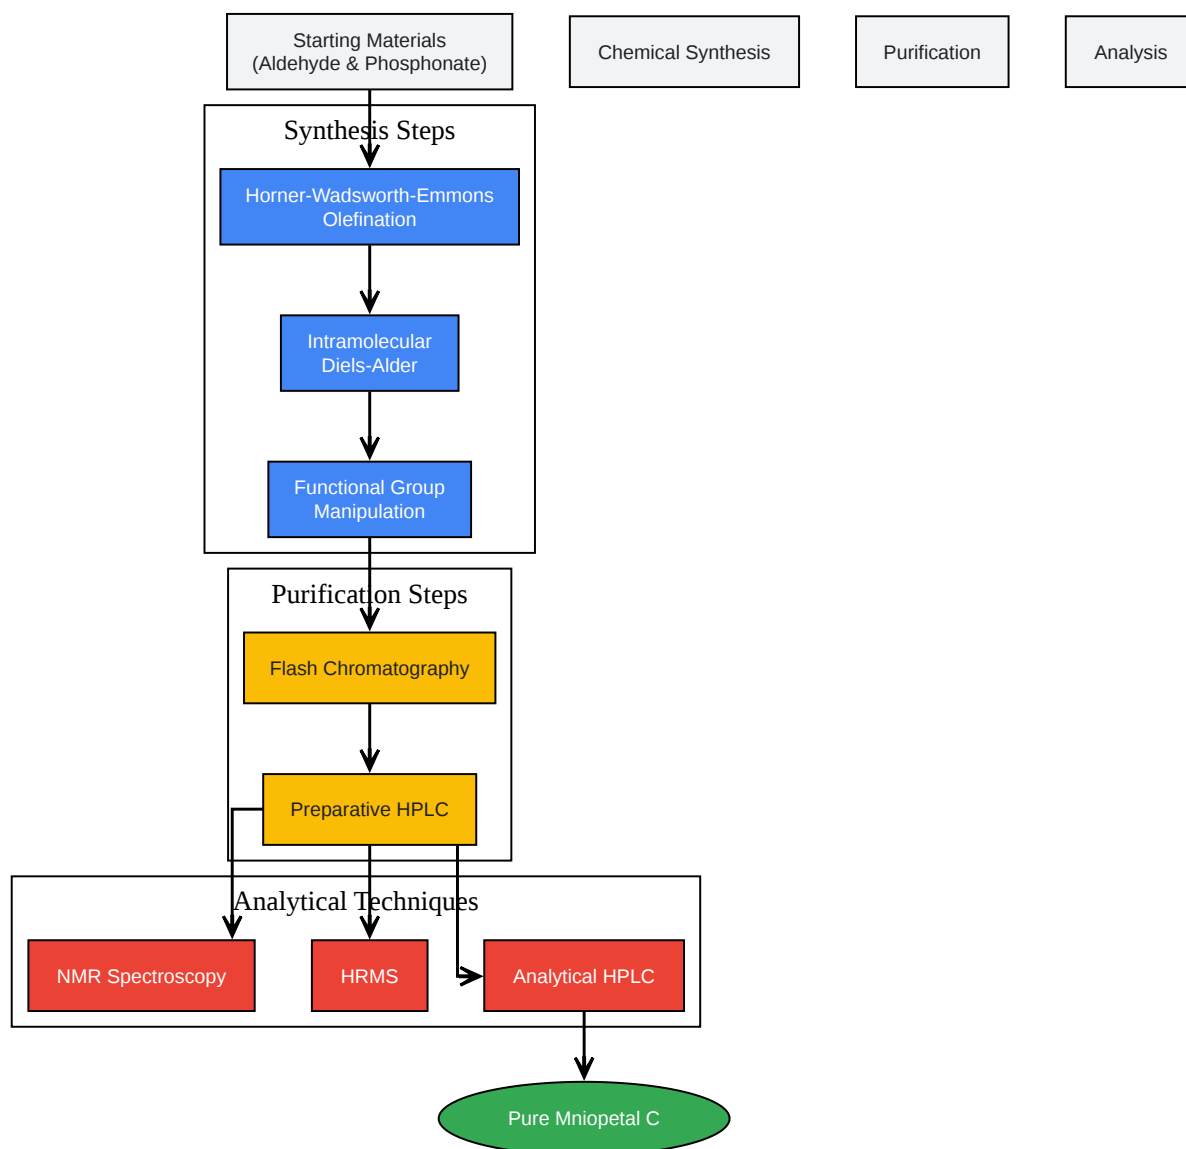 Starting Materials
(Aldehyde & Phosphonate)
Chemical Synthesis
Purification
Analysis
Synthesis Steps
Horner-Wadsworth-Emmons
Olefination
Intramolecular
Diels-Alder
Functional Group
Manipulation
Purification Steps
Flash Chromatography
Preparative HPLC
Analytical Techniques
NMR Spectroscopy
HRMS
Analytical HPLC
Pure Mniopetal C